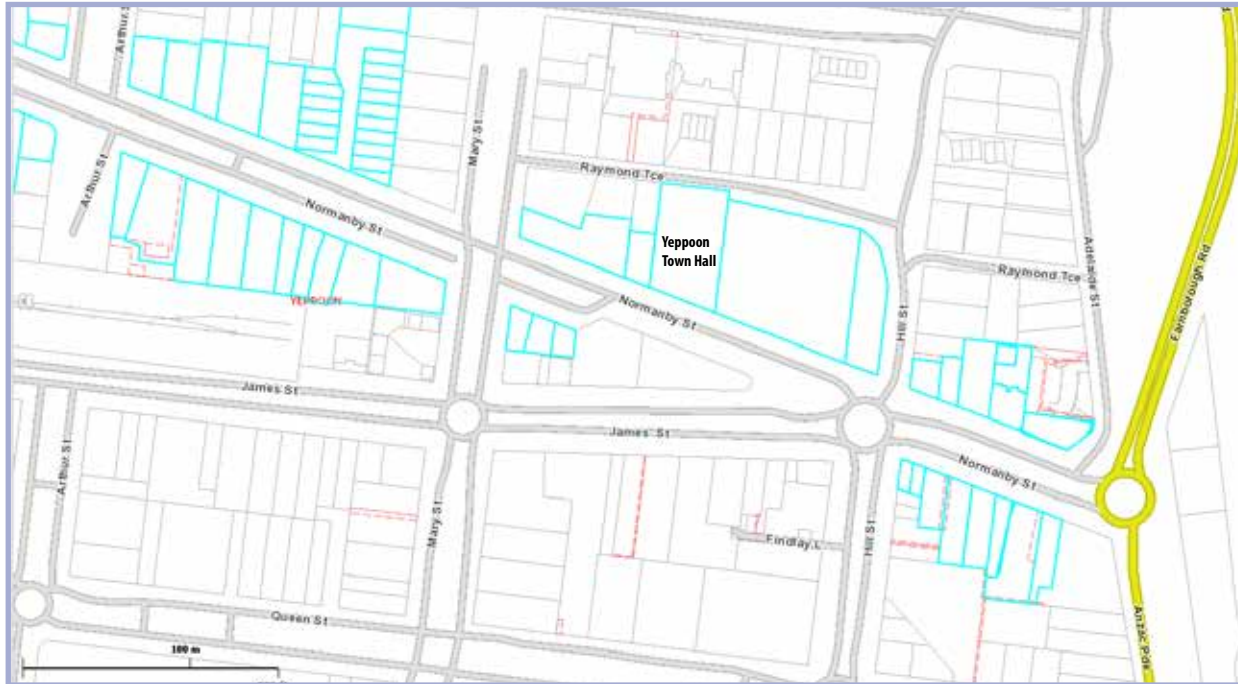 Arthur St
Mary St
Raymond Tce
Arthur St
Normanby St
Yeppoon
Town Hall
Adelaide St
Raymond Tce
Farnborough Rd
YEPPOON
Normanby St
Hill St
James St
James St
Arthur St
Normanby St
Mary St
Findlay L
Hill St
Queen St
Anzac Pde
100 m